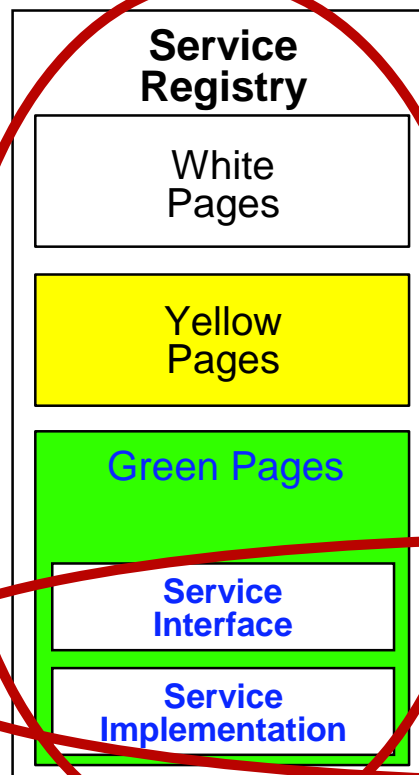 Service
Registry
White
Pages
Yellow
Pages
Green Pages
Service
Interface
Service
Implementation